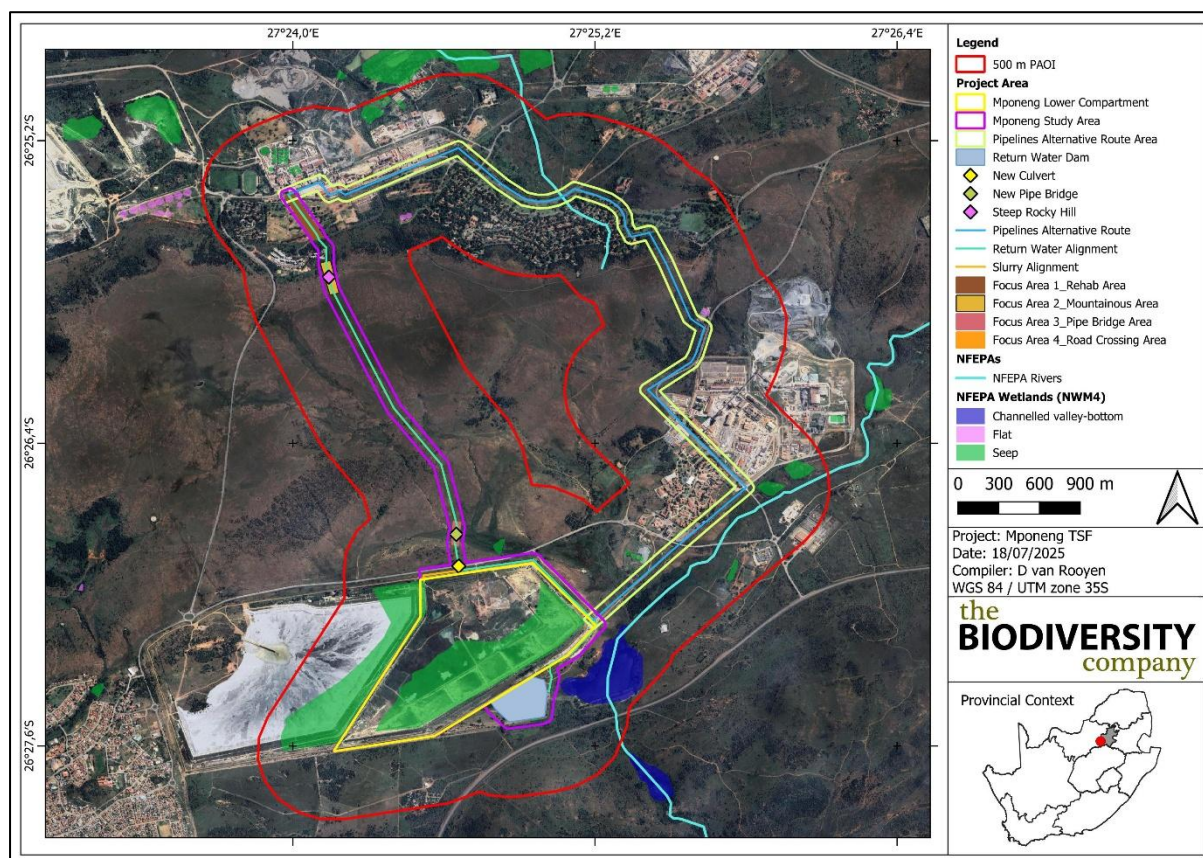 27°24,0'E
27°25,2'E
27°26,4'E
26°25,2'S
26°26,4'S
26°27,6'S
Legend
500 m PAOI
Project Area
Mponeng Lower Compartment
Mponeng Study Area
Pipelines Alternative Route Area
Return Water Dam
New Culvert
New Pipe Bridge
Steep Rocky Hill
Pipelines Alternative Route
Return Water Alignment
Slurry Alignment
Focus Area 1_Rehab Area
Focus Area 2_Mountainous Area
Focus Area 3_Pipe Bridge Area
Focus Area 4_Road Crossing Area
NFEPAs
NFEPA Rivers
NFEPA Wetlands (NWM4)
Channelled valley-bottom
Flat
Seep
0 300 600 900 m
Project: Mponeng TSF
Date: 18/07/2025
Compiler: D van Rooyen
WGS 84 / UTM zone 35S
the
BIODIVERSITY
company
Provincial Context